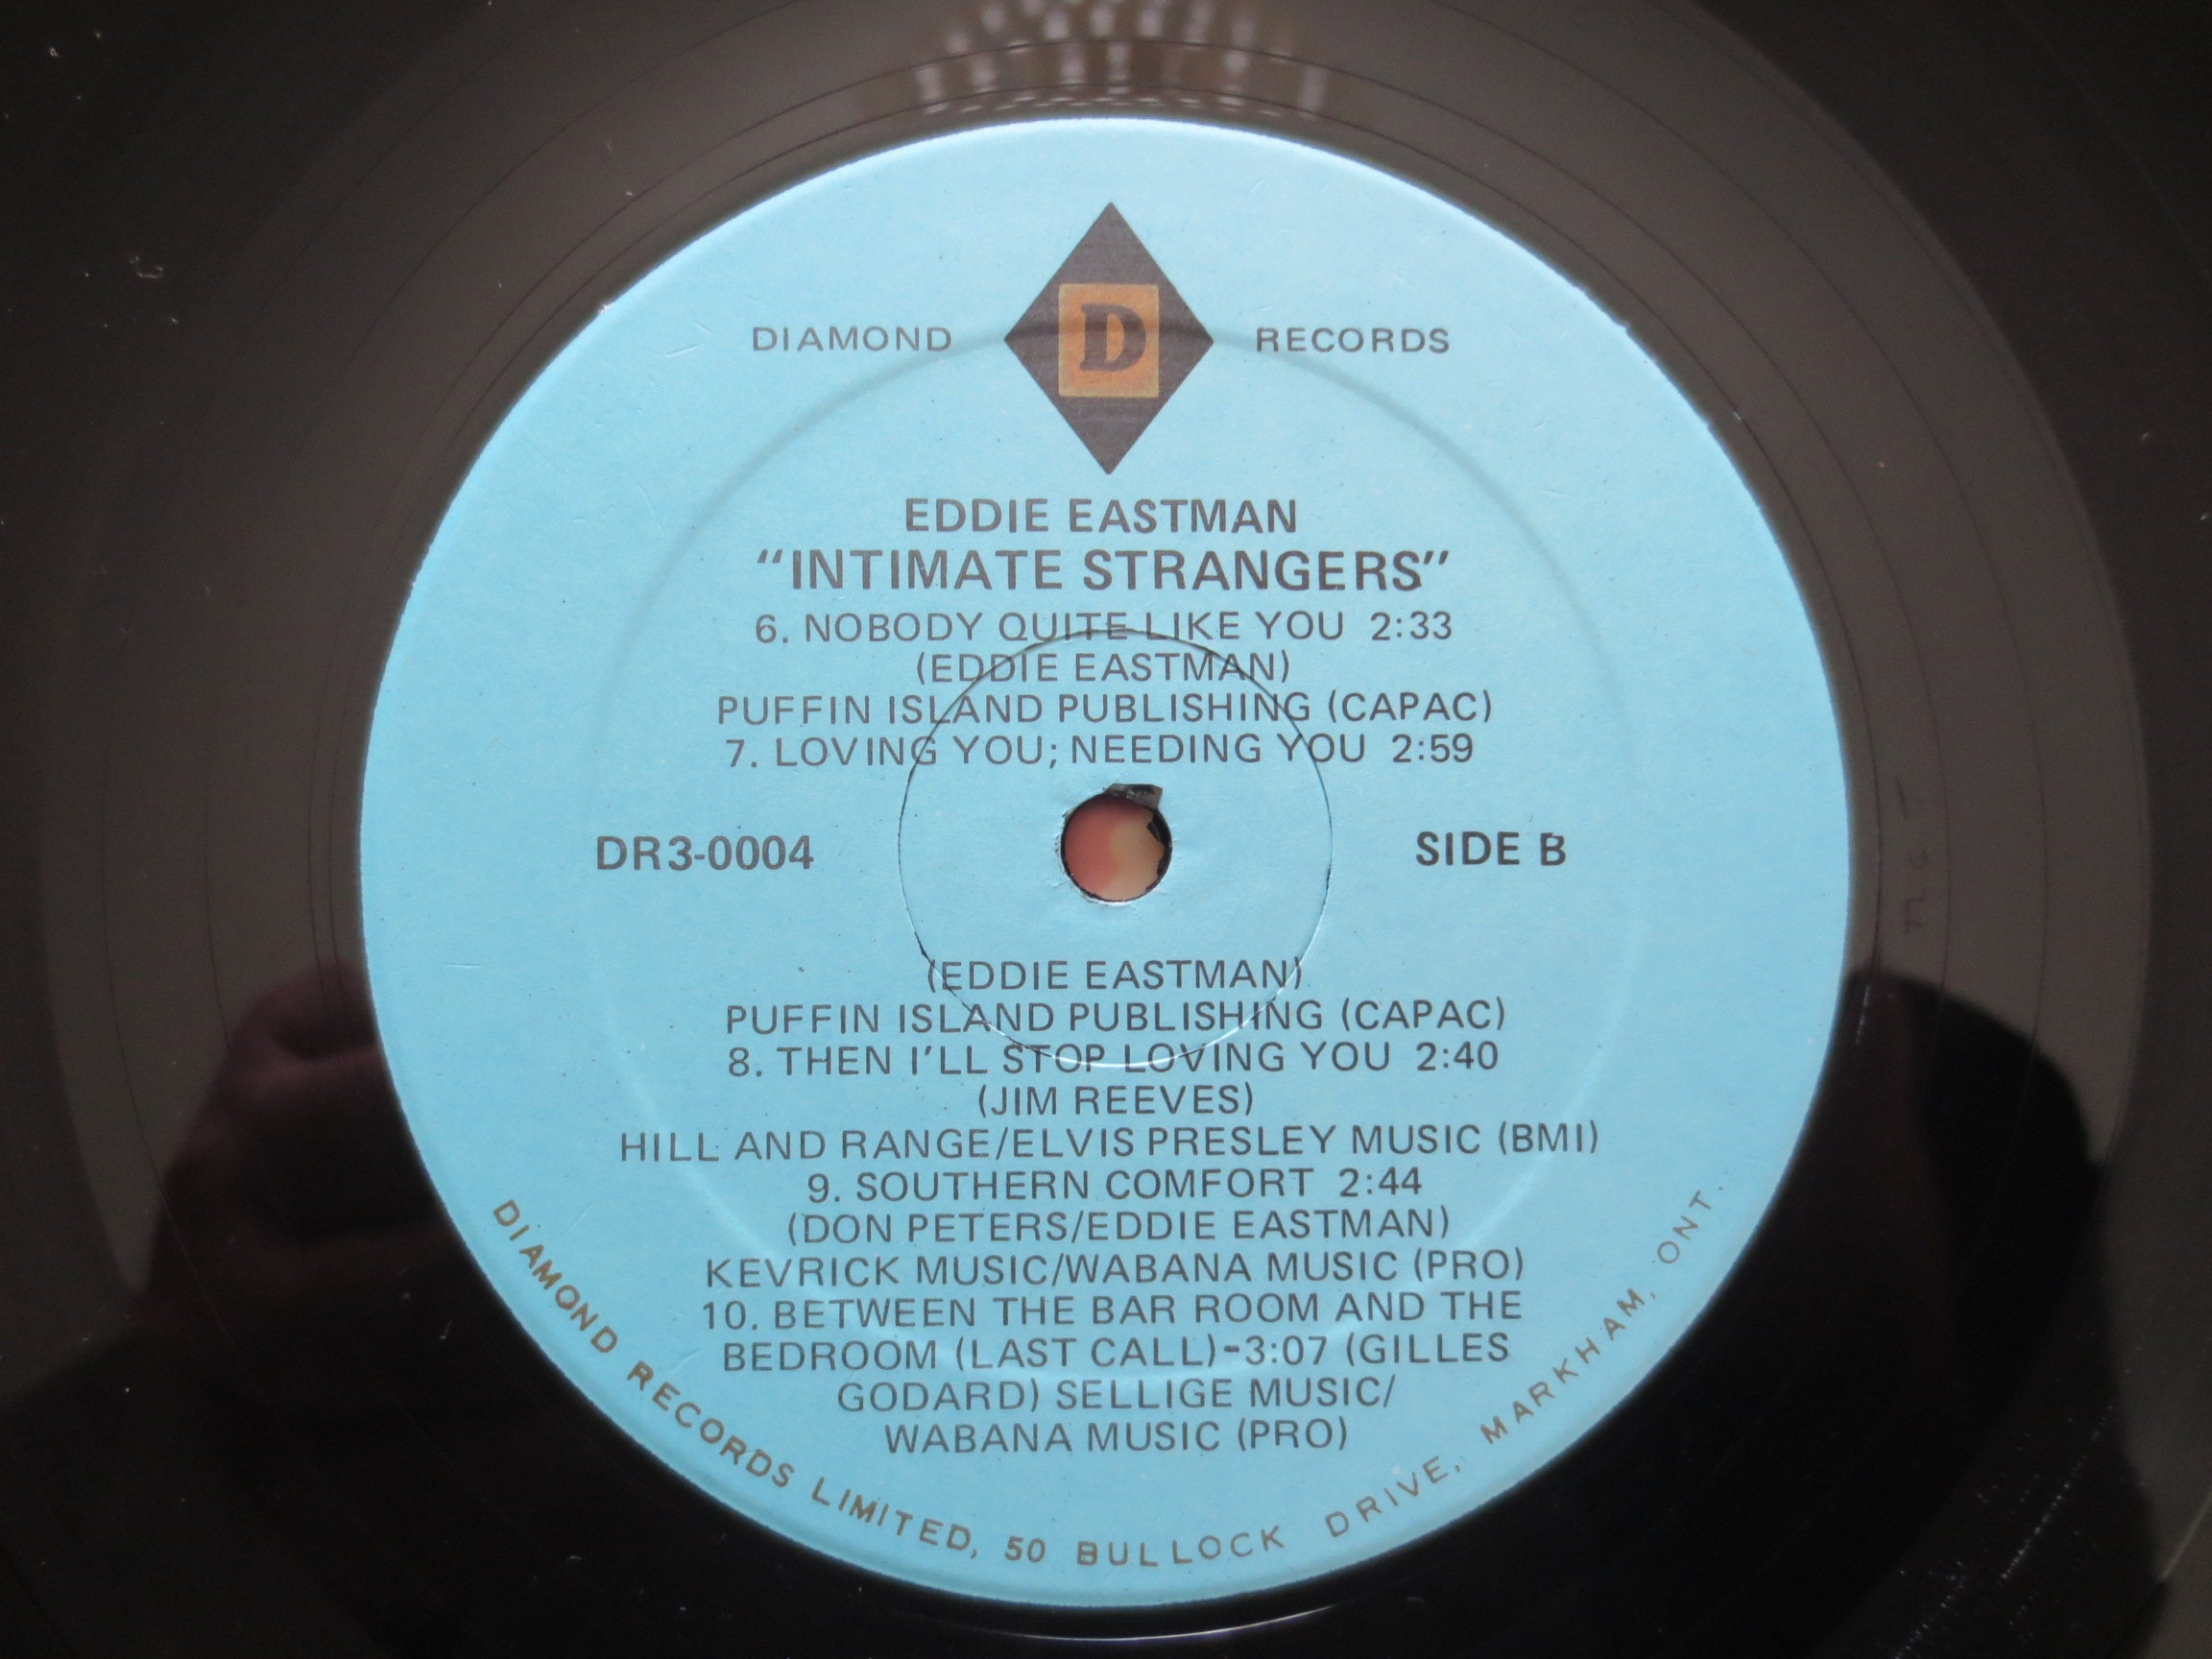 DIAMOND D RECORDS
EDDIE EASTMAN
"INTIMATE STRANGERS"
6. NOBODY QUITE LIKE YOU 2:33
(EDDIE EASTMAN)
PUFFIN ISLAND PUBLISHING (CAPAC)
7. LOVING YOU; NEEDING YOU 2:59
DR3-0004 SIDE B
(EDDIE EASTMAN)
PUFFIN ISLAND PUBLISHING (CAPAC)
8. THEN I'LL STOP LOVING YOU 2:40
(JIM REEVES)
HILL AND RANGE/ELVIS PRESLEY MUSIC (BMI)
9. SOUTHERN COMFORT 2:44
(DON PETERS/EDDIE EASTMAN)
KEVRICK MUSIC/WABANA MUSIC (PRO)
10. BETWEEN THE BAR ROOM AND THE
BEDROOM (LAST CALL)-3:07 (GILLES
GODARD) SELLIGE MUSIC/
WABANA MUSIC (PRO)
DIAMOND RECORDS LIMITED, 50 BULLOCK DRIVE, MARKHAM, ONT.